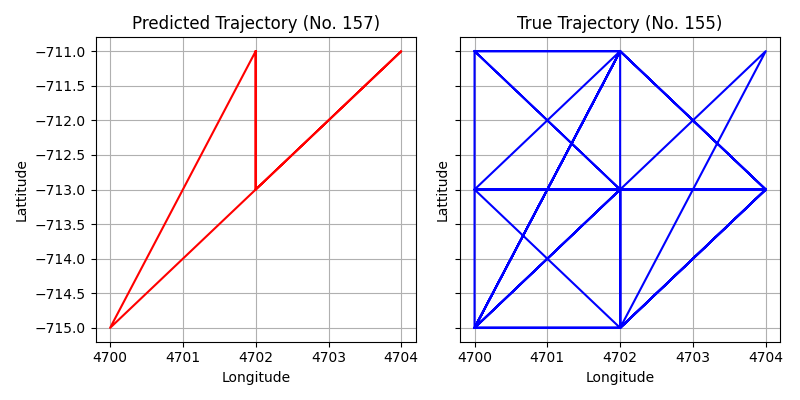 Predicted Trajectory (No. 157)
True Trajectory (No. 155)
−711.0
−711.5
−712.0
−712.5
−713.0
−713.5
−714.0
−714.5
−715.0
Lattitude
Lattitude
4700 4701 4702 4703 4704
4700 4701 4702 4703 4704
Longitude
Longitude